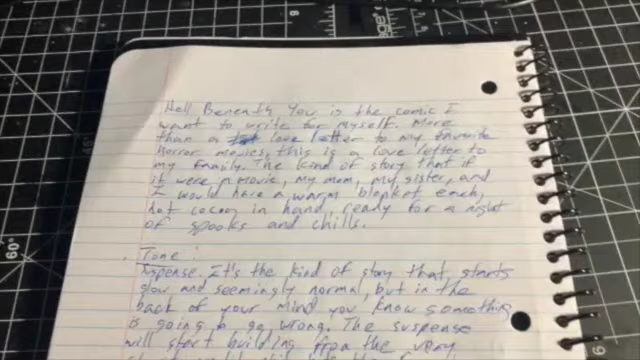 Hell Beneath You is the comic I
want to write for myself. More
than a love letter to my favorite
horror movies, this is a love letter to
my family. The kind of story that if
it were a movie, my mom, my sister, and
I would have a warm blanket each,
hot cocoa in hand, ready for a night
of spooks and chills.
Tone:
Suspense. It's the kind of story that starts
slow and seemingly normal, but in the
back of your mind you know something
is going to go wrong. The suspense
will start building from the very
60°
9
6